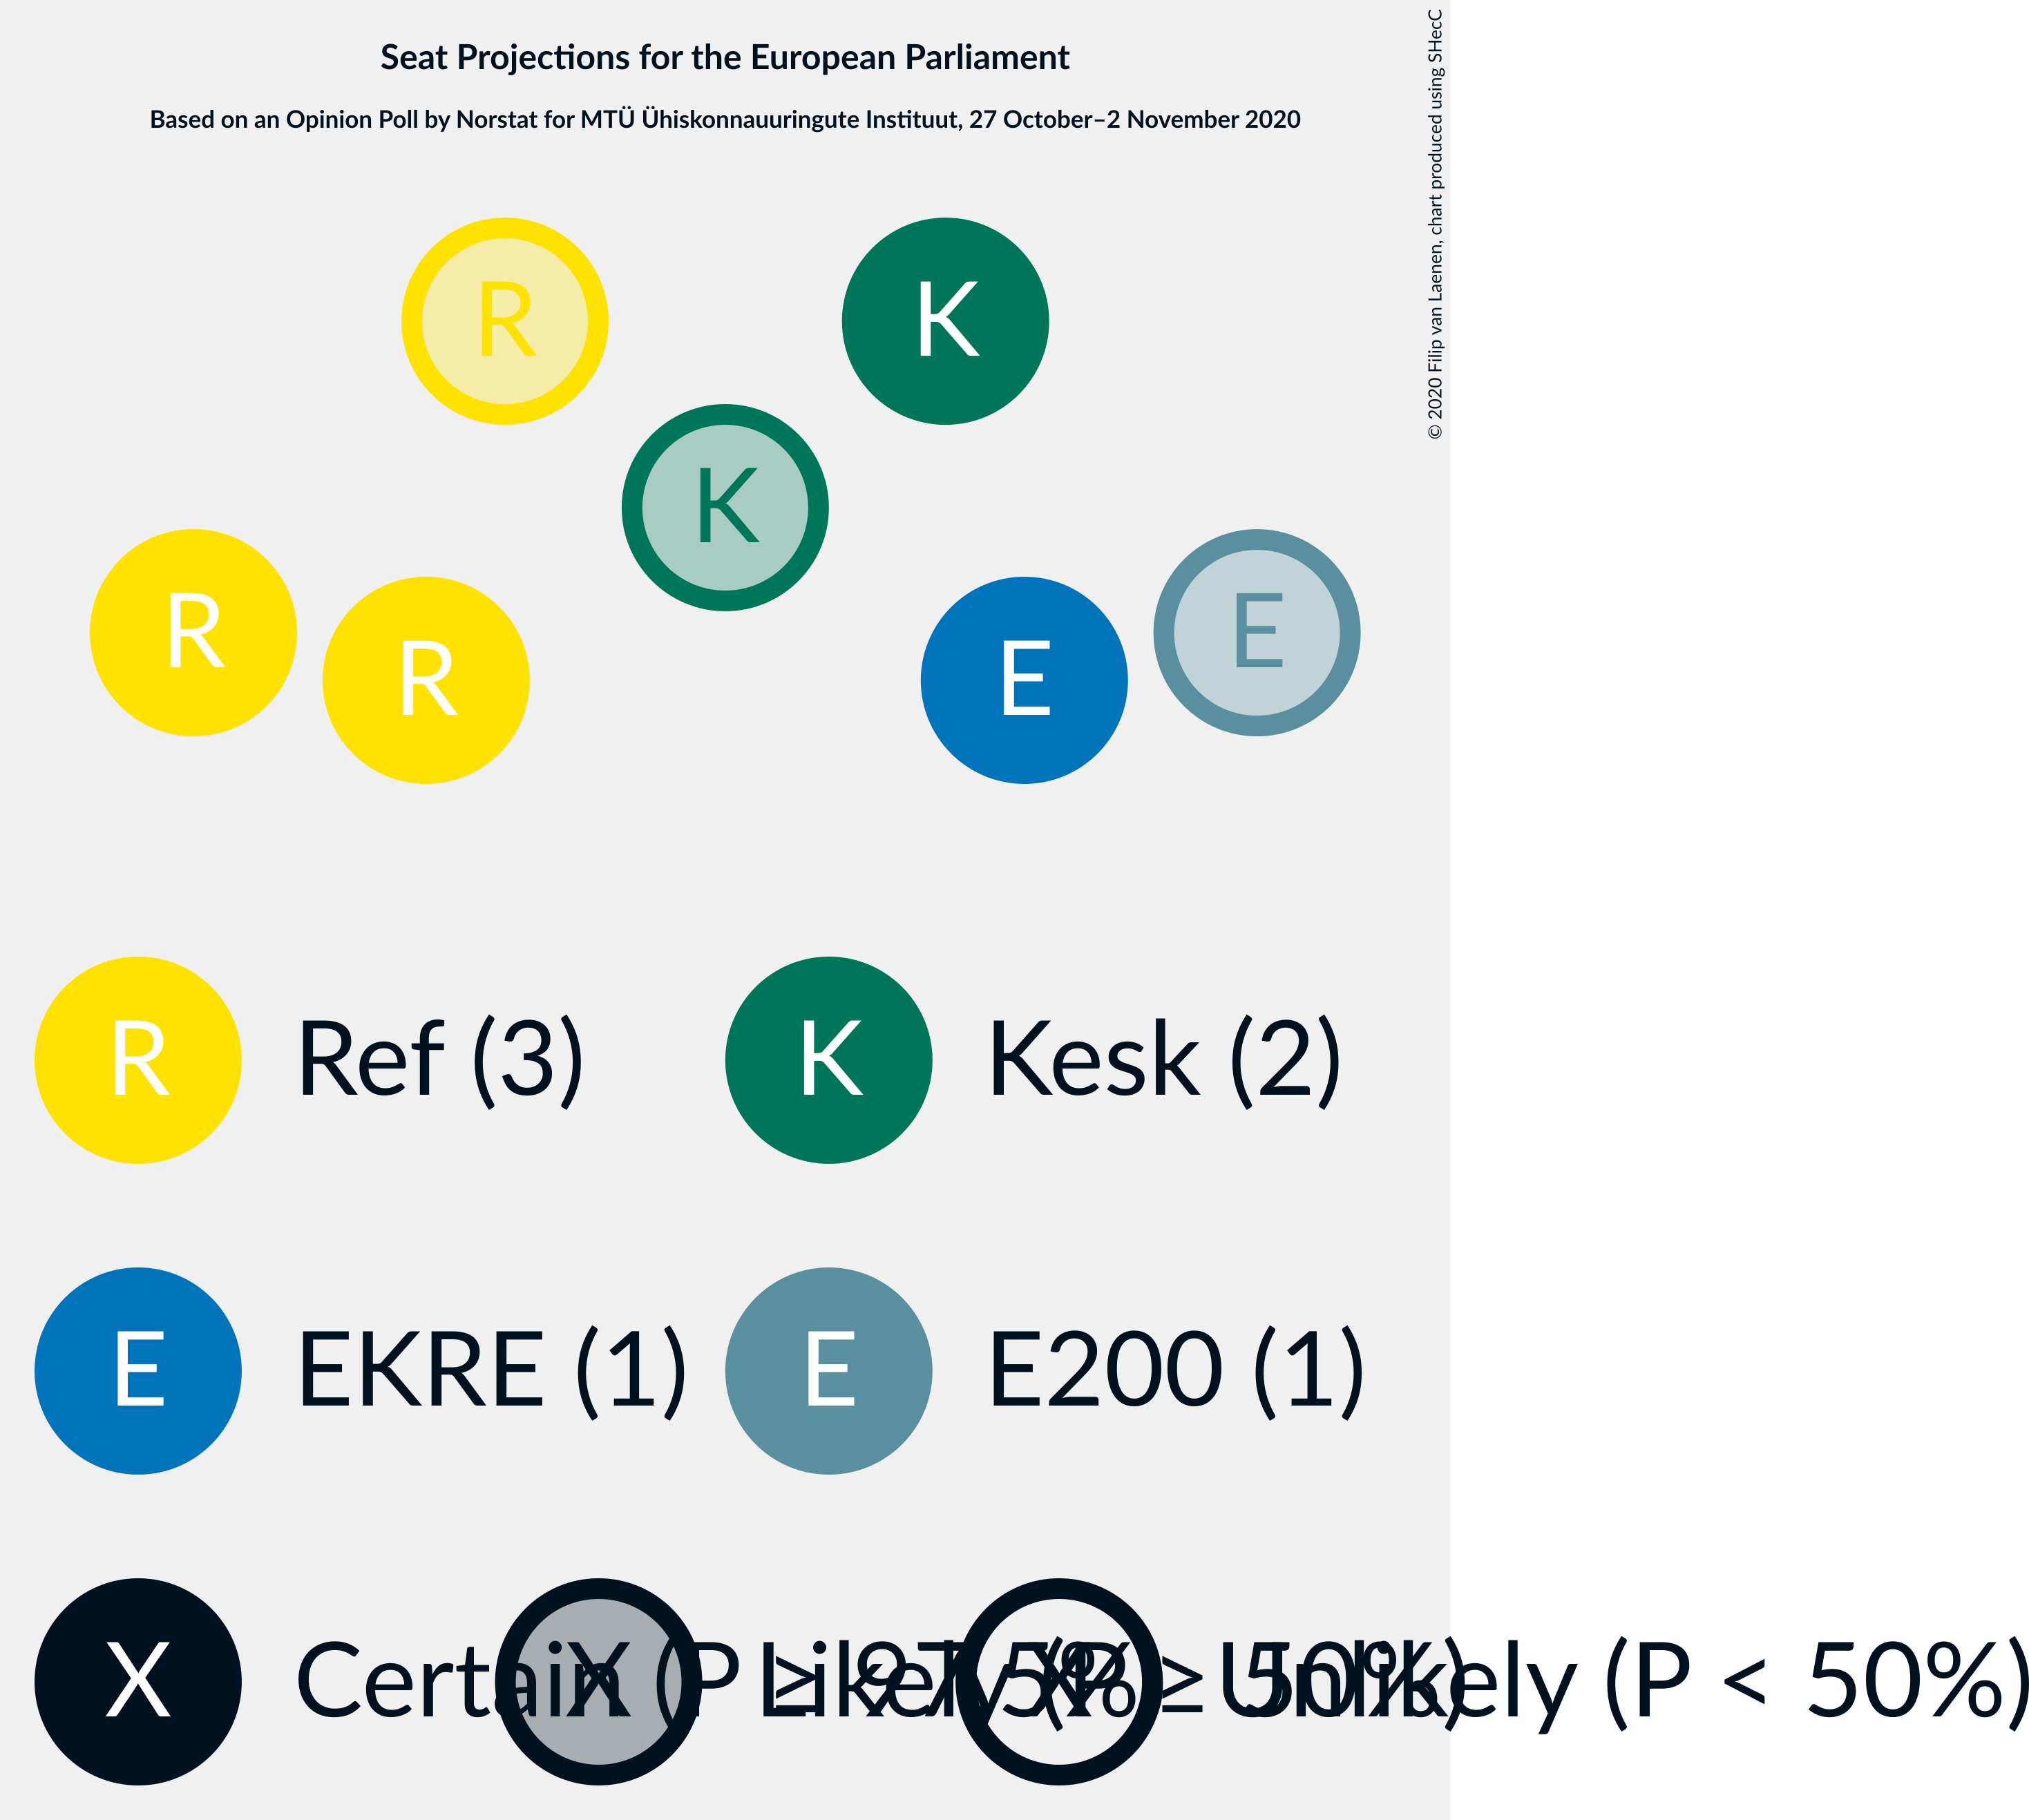 Seat Projections for the European Parliament
Based on an Opinion Poll by Norstat for MTÜ Ühiskonnauuringute Instituut, 27 October–2 November 2020
© 2020 Filip van Laenen, chart produced using SHecC
R
K
K
R
R
E
E
R Ref (3)
K Kesk (2)
E EKRE (1)
E E200 (1)
X Certain (P ≥ 97.5%)
X Likely (P ≥ 50%)
X Unlikely (P < 50%)